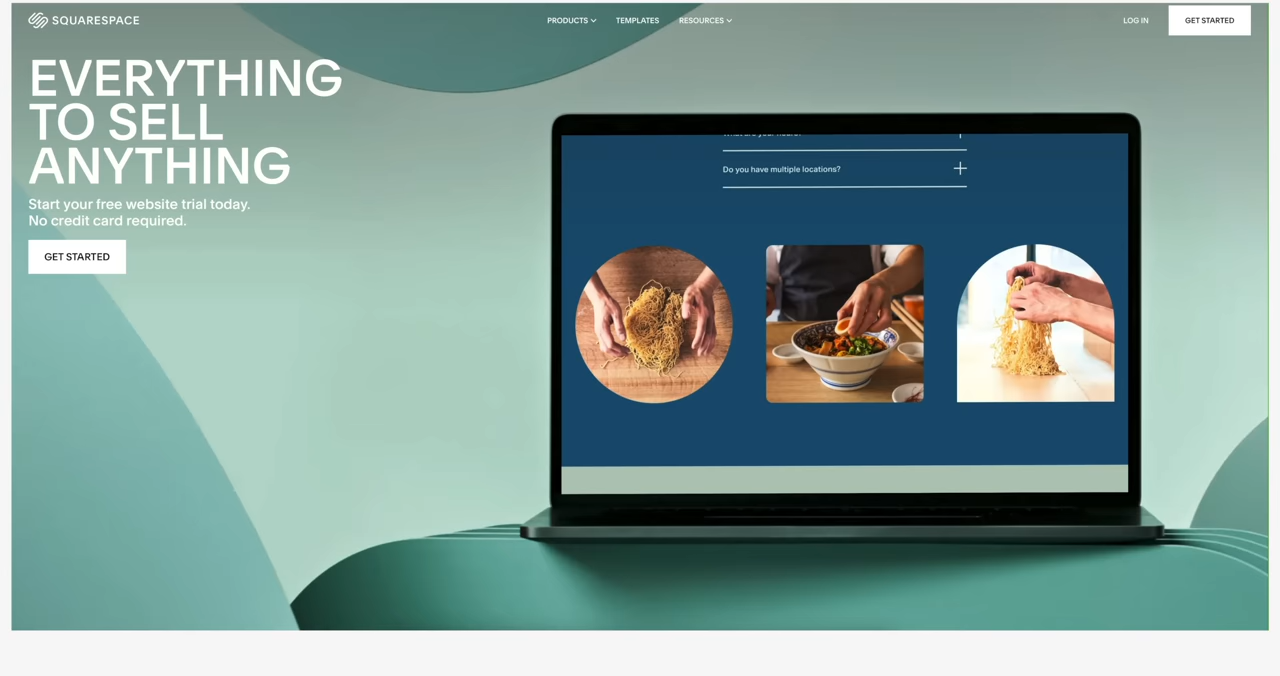 SQUARESPACE
PRODUCTS
TEMPLATES
RESOURCES
LOG IN
GET STARTED
EVERYTHING
TO SELL
ANYTHING
Start your free website trial today.
No credit card required.
GET STARTED
Do you have multiple locations?